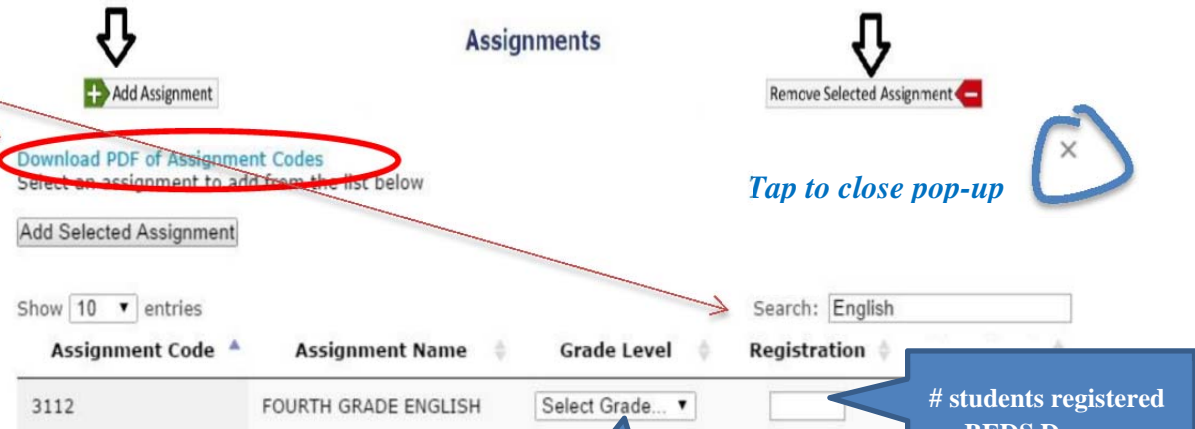 Assignments
Add Assignment
Remove Selected Assignment
Download PDF of Assignment Codes
Select an assignment to add from the list below
Tap to close pop-up
Add Selected Assignment
Show 10 entries
Search: English
Assignment Code Assignment Name Grade Level Registration
3112 FOURTH GRADE ENGLISH Select Grade...
# students registered
BEDS D